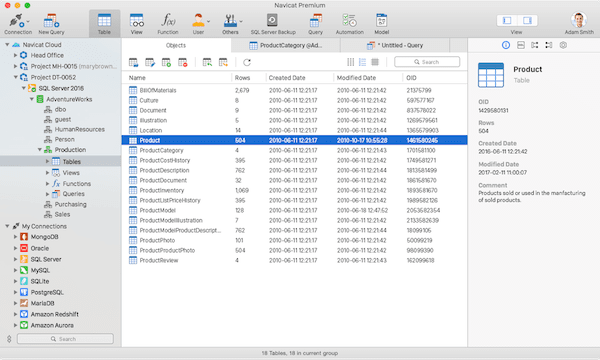 Navicat Premium
Connection
New Query
Table
View
Function
User
Others
SQL Server Backup
Query
Automation
Model
View
Adam Smith
Navicat Cloud
Head Office
Project MH-0015 (marybrown...
Project DT-0052
SQL Server 2016
AdventureWorks
dbo
guest
HumanResources
Person
Production
Tables
Views
Functions
Queries
Purchasing
Sales
My Connections
MongoDB
Oracle
SQL Server
MySQL
SQLite
PostgreSQL
MariaDB
Amazon Redshift
Amazon Aurora
Search
Objects
ProductCategory @Ad...
* Untitled - Query
Search
Name Rows Created Date Modified Date OID
BillOfMaterials 2,679 2010-06-11 12:21:17 2010-06-11 12:21:42 21375799
Culture 8 2010-06-11 12:21:17 2010-06-11 12:21:42 597577167
Document 9 2010-06-11 12:21:17 2010-06-11 12:21:42 837578022
Illustration 5 2010-06-11 12:21:17 2010-06-11 12:21:42 1269579561
Location 14 2010-06-11 12:21:17 2010-06-11 12:21:44 1365579903
Product 504 2010-06-11 12:21:17 2010-10-17 10:55:28 1461580245
ProductCategory 4 2010-06-11 12:21:17 2010-06-11 12:21:43 1701581100
ProductCostHistory 395 2010-06-11 12:21:17 2010-06-11 12:21:42 1749581271
ProductDescription 762 2010-06-11 12:21:17 2010-06-11 12:21:44 1813581499
ProductDocument 32 2010-06-11 12:21:17 2010-06-11 12:21:42 1861581670
ProductInventory 1,069 2010-06-11 12:21:17 2010-06-11 12:21:42 1893581670
ProductListPriceHistory 395 2010-06-11 12:21:17 2010-06-11 12:21:42 1989582126
ProductModel 128 2010-06-11 12:21:17 2010-06-18 12:47:52 2053582354
ProductModelIllustration 7 2010-06-11 12:21:17 2010-06-11 12:21:43 2133582639
ProductModelProductDescript... 762 2010-06-11 12:21:17 2010-06-11 12:21:44 18099105
ProductPhoto 101 2010-06-11 12:21:17 2010-06-11 12:21:42 50099219
ProductProductPhoto 504 2010-06-11 12:21:17 2010-06-11 12:21:42 98099390
ProductReview 4 2010-06-11 12:21:17 2010-06-11 12:21:43 162099618
Product
Table
OID
1429580131
Rows
504
Created Date
2016-06-11 12:21:42
Modified Date
2017-02-11 11:00:07
Comment
Products sold or used in the manfacturing
of sold products.
18 Tables, 18 in current group